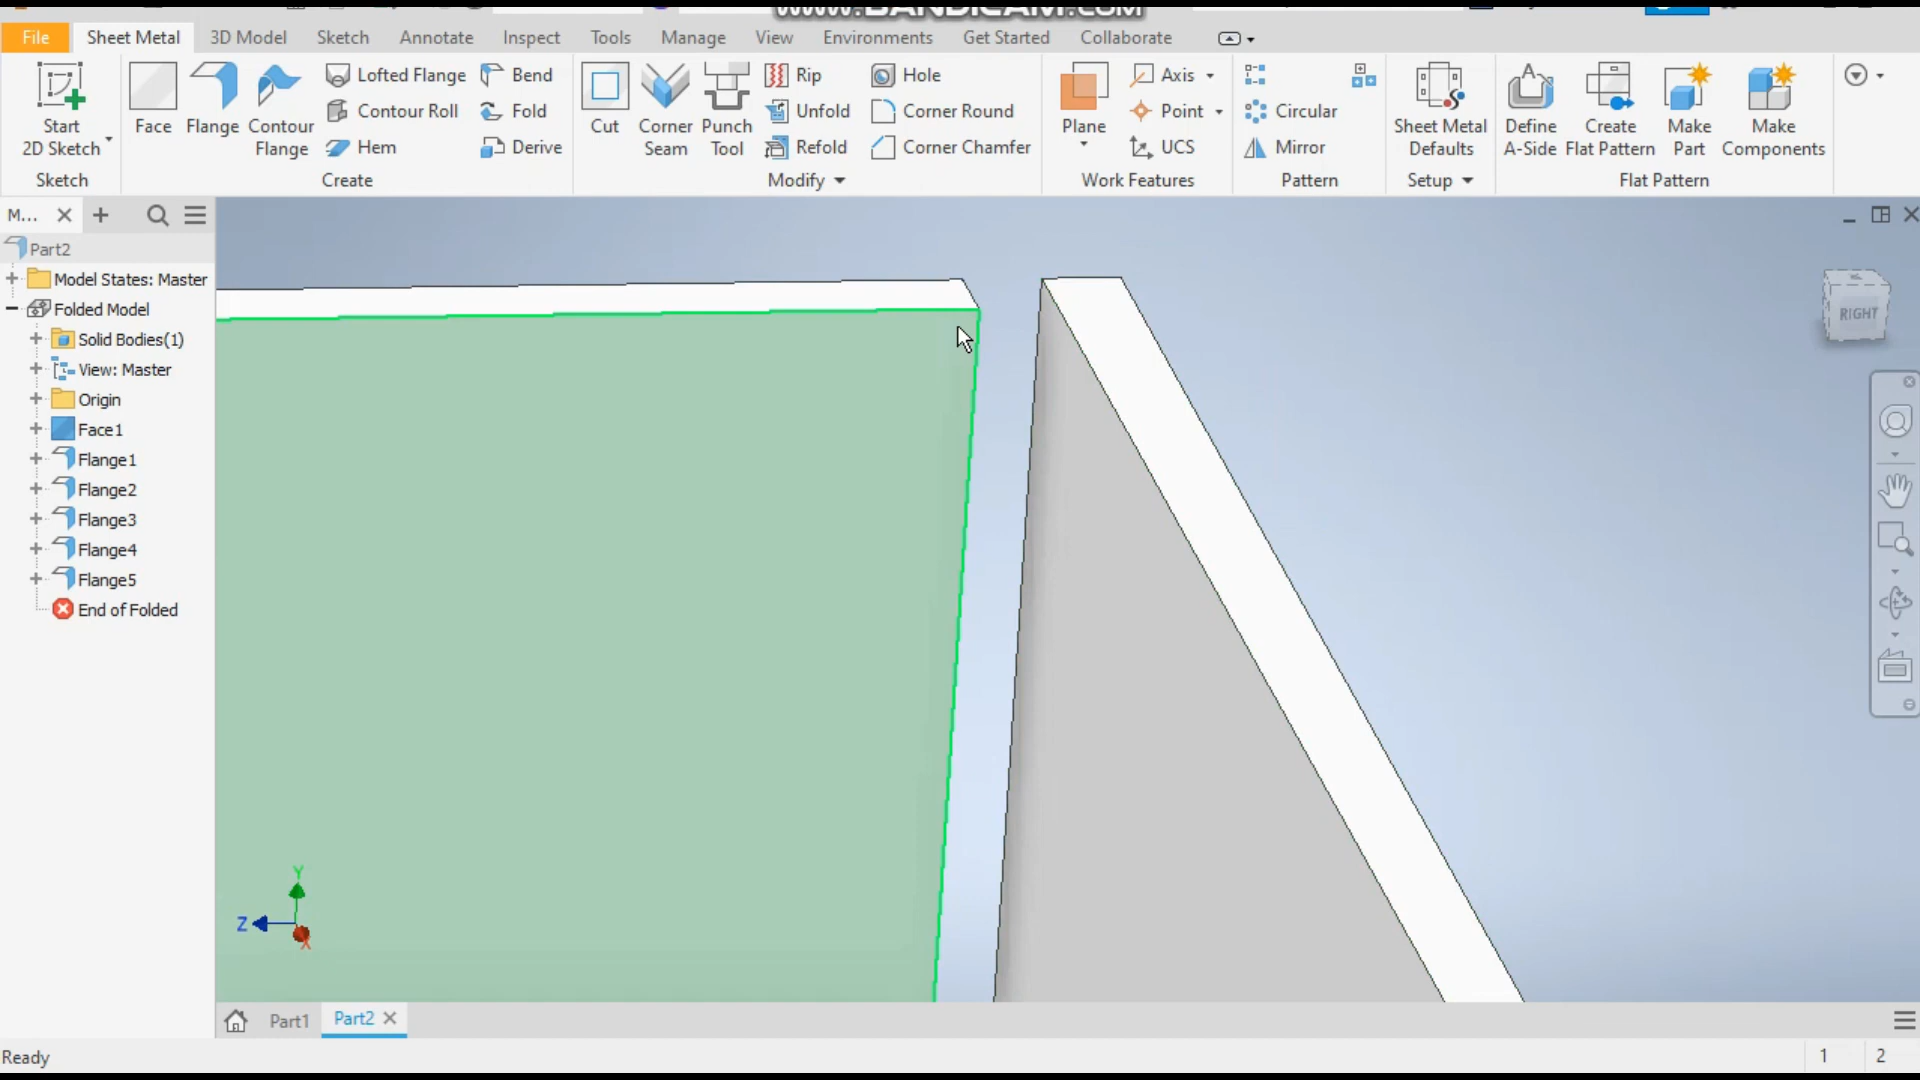 www.BANDICAM.COM
File Sheet Metal 3D Model Sketch Annotate Inspect Tools Manage View Environments Get Started Collaborate
Start 2D Sketch
Face
Flange
Contour Flange
Lofted Flange
Contour Roll
Hem
Bend
Fold
Derive
Cut
Corner Seam
Punch Tool
Rip
Unfold
Refold
Hole
Corner Round
Corner Chamfer
Plane
Axis
Point
UCS
Circular
Mirror
Sheet Metal Defaults
Define A-Side
Create Flat Pattern
Make Part
Make Components
Sketch Create Modify Work Features Pattern Setup Flat Pattern
M...
Part2
Model States: Master
Folded Model
Solid Bodies(1)
View: Master
Origin
Face1
Flange1
Flange2
Flange3
Flange4
Flange5
End of Folded
RIGHT
Y
Z
X
Part1 Part2
Ready 1 2